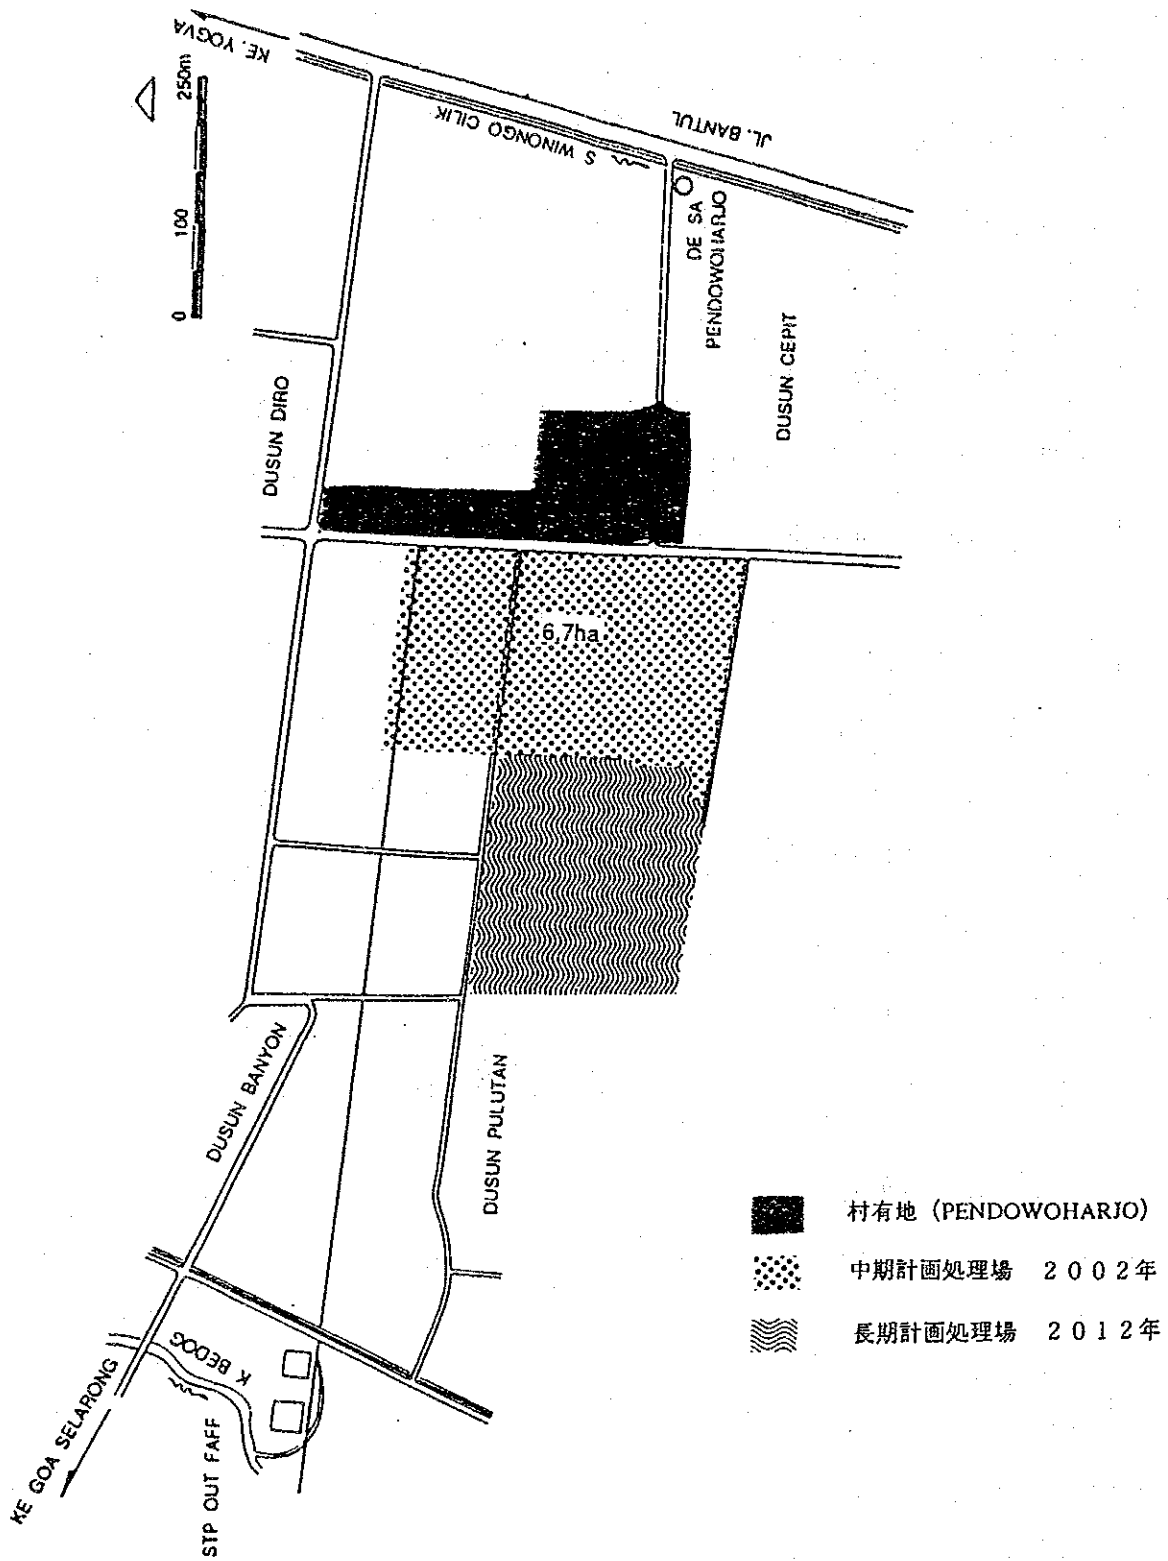 KE. YOGVA
250m
100
0
S WINONGO CILIK
JL. BANTUL
DE SA
PENDOWOHARJO
DUSUN CEPIT
DUSUN DIRO
6.7ha
DUSUN BANYON
DUSUN PULUTAN
K BEDOG
KE GOA SELARONG
STP OUT FAFF
村有地 (PENDOWOHARJO)
中期計画処理場 2002年
長期計画処理場 2012年